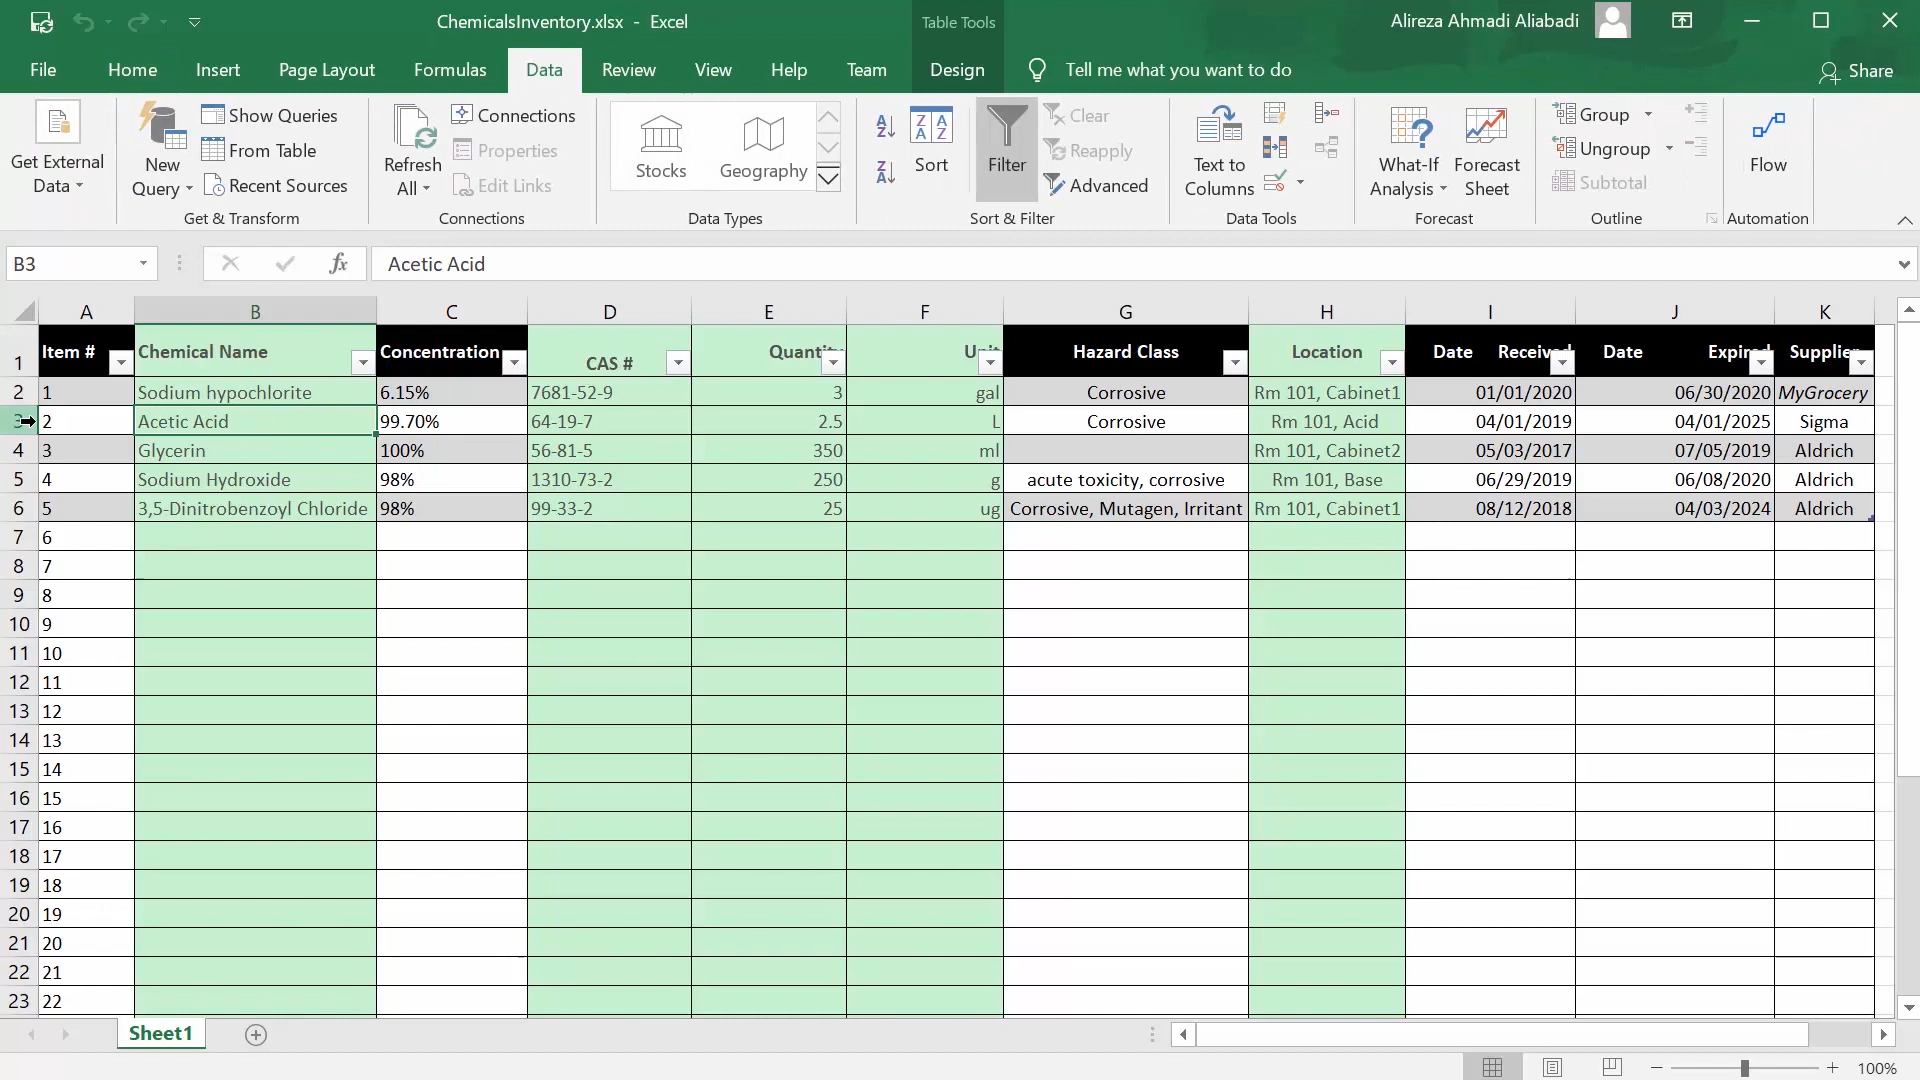 ChemicalsInventory.xlsx - Excel
Table Tools
Alireza Ahmadi Aliabadi
File Home Insert Page Layout Formulas Data Review View Help Team Design Tell me what you want to do Share
Get External Data
New Query
Show Queries
From Table
Recent Sources
Get & Transform
Refresh All
Connections
Properties
Edit Links
Connections
Stocks
Geography
Data Types
Sort
Filter
Clear
Reapply
Advanced
Sort & Filter
Text to Columns
Data Tools
What-If Analysis
Forecast Sheet
Forecast
Group
Ungroup
Subtotal
Outline
Flow
Automation
B3 fx Acetic Acid
A B C D E F G H I J K
1 Item # Chemical Name Concentration CAS # Quantity Unit Hazard Class Location Date Received Date Expired Supplier
2 1 Sodium hypochlorite 6.15% 7681-52-9 3 gal Corrosive Rm 101, Cabinet1 01/01/2020 06/30/2020 MyGrocery
3 2 Acetic Acid 99.70% 64-19-7 2.5 L Corrosive Rm 101, Acid 04/01/2019 04/01/2025 Sigma
4 3 Glycerin 100% 56-81-5 350 ml Rm 101, Cabinet2 05/03/2017 07/05/2019 Aldrich
5 4 Sodium Hydroxide 98% 1310-73-2 250 g acute toxicity, corrosive Rm 101, Base 06/29/2019 06/08/2020 Aldrich
6 5 3,5-Dinitrobenzoyl Chloride 98% 99-33-2 25 ug Corrosive, Mutagen, Irritant Rm 101, Cabinet1 08/12/2018 04/03/2024 Aldrich
7 6
8 7
9 8
10 9
11 10
12 11
13 12
14 13
15 14
16 15
17 16
18 17
19 18
20 19
21 20
22 21
23 22
Sheet1
100%